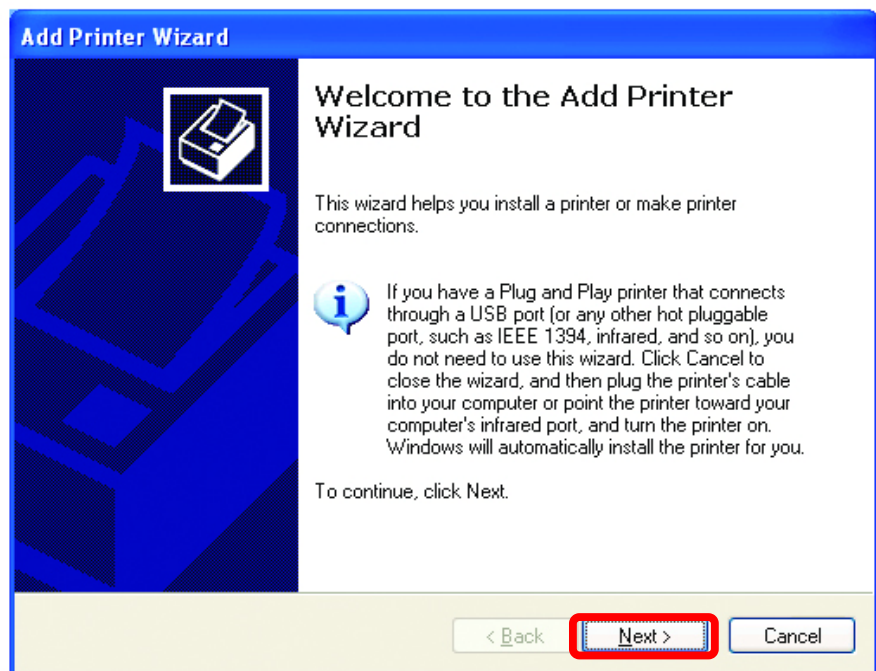 Add Printer Wizard
Welcome to the Add Printer
Wizard
This wizard helps you install a printer or make printer
connections.
If you have a Plug and Play printer that connects
through a USB port (or any other hot pluggable
port, such as IEEE 1394, infrared, and so on), you
do not need to use this wizard. Click Cancel to
close the wizard, and then plug the printer's cable
into your computer or point the printer toward your
computer's infrared port, and turn the printer on.
Windows will automatically install the printer for you.
To continue, click Next.
< Back Next > Cancel